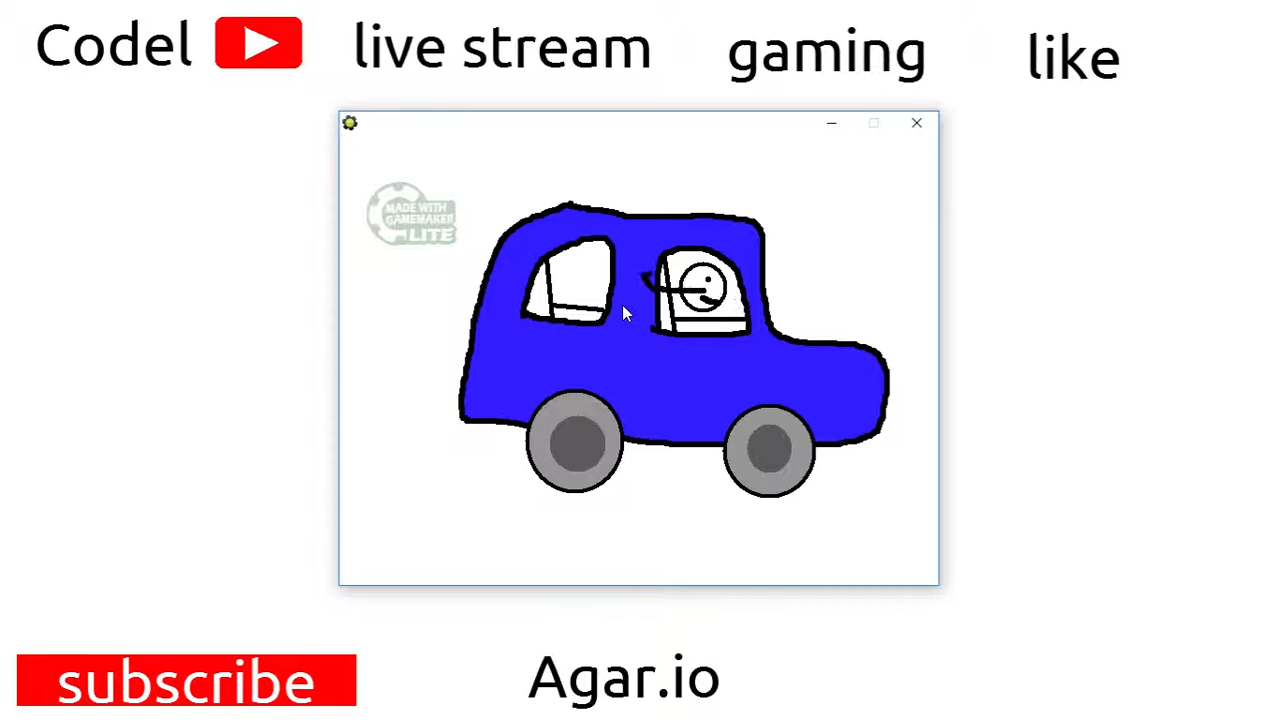 Codel
live stream
gaming
like
MADE WITH
GAMEMAKER
LITE
subscribe
Agar.io